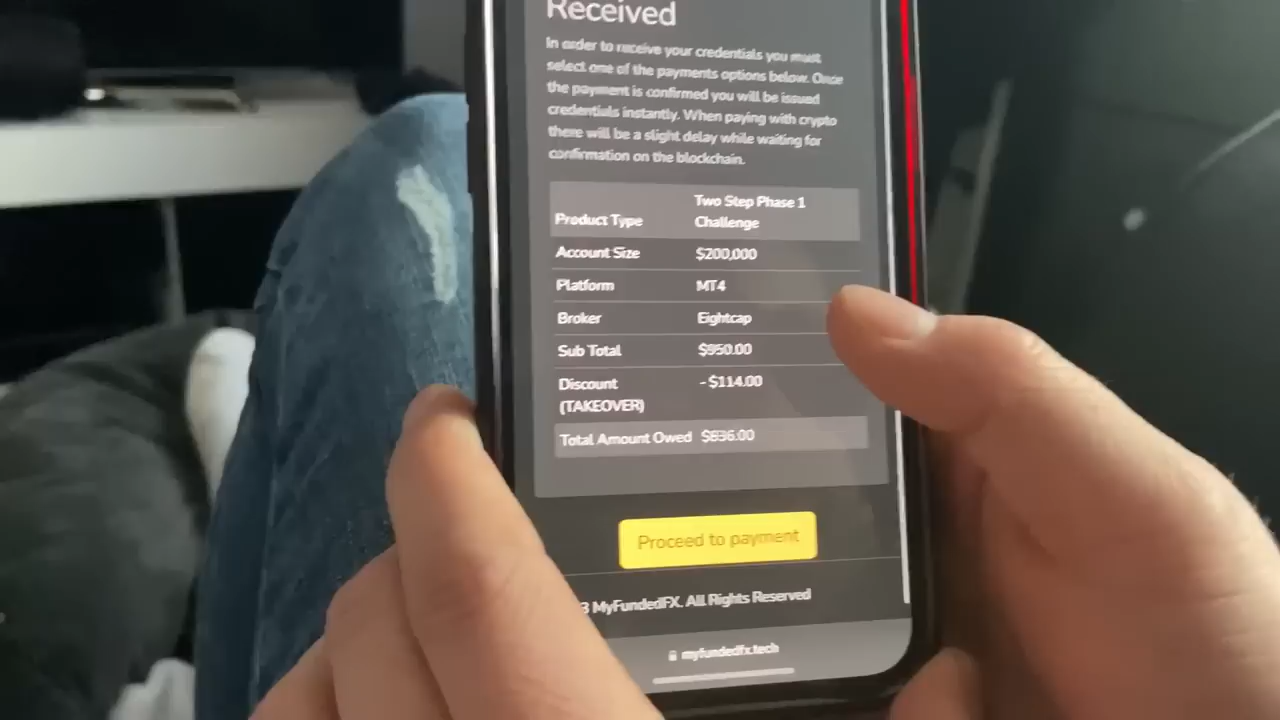 Received
In order to receive your credentials you must
select one of the payments options below. Once
the payment is confirmed you will be issued
credentials instantly. When paying with crypto
there will be a slight delay while waiting for
confirmation on the blockchain.
Product Type Two Step Phase 1 Challenge
Account Size $200,000
Platform MT4
Broker Eightcap
Sub Total $950.00
Discount (TAKEOVER) -$114.00
Total Amount Owed $836.00
Proceed to payment
3 MyFundedFX. All Rights Reserved
myfundedfx.tech